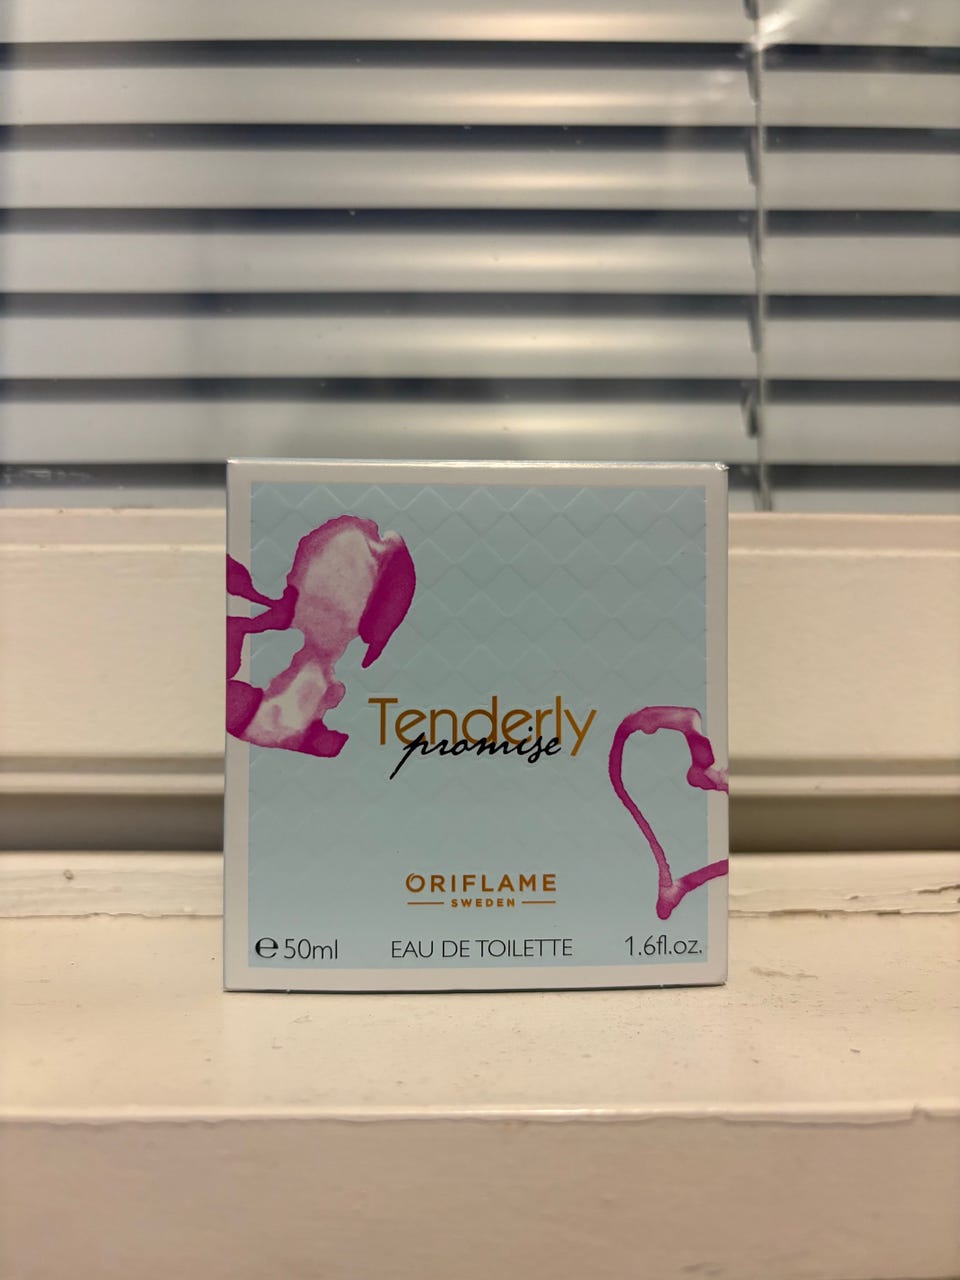 Tenderly
promise
ORIFLAME
SWEDEN
℮ 50ml EAU DE TOILETTE 1.6fl.oz.